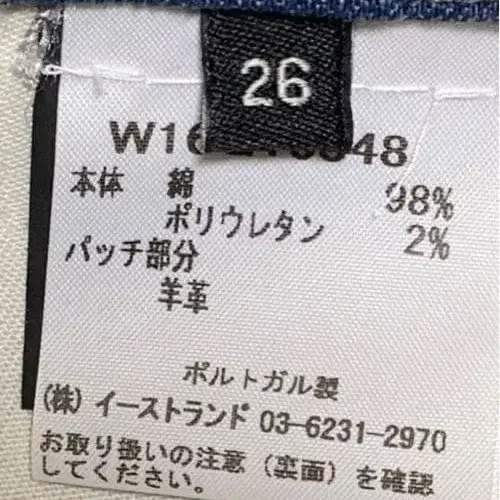 26
本体 綿 98%
ポリウレタン 2%
パッチ部分
羊革
ポルトガル製
(株) イーストランド 03-6231-2970
お取り扱いの注意 (裏面) を確認
してください。